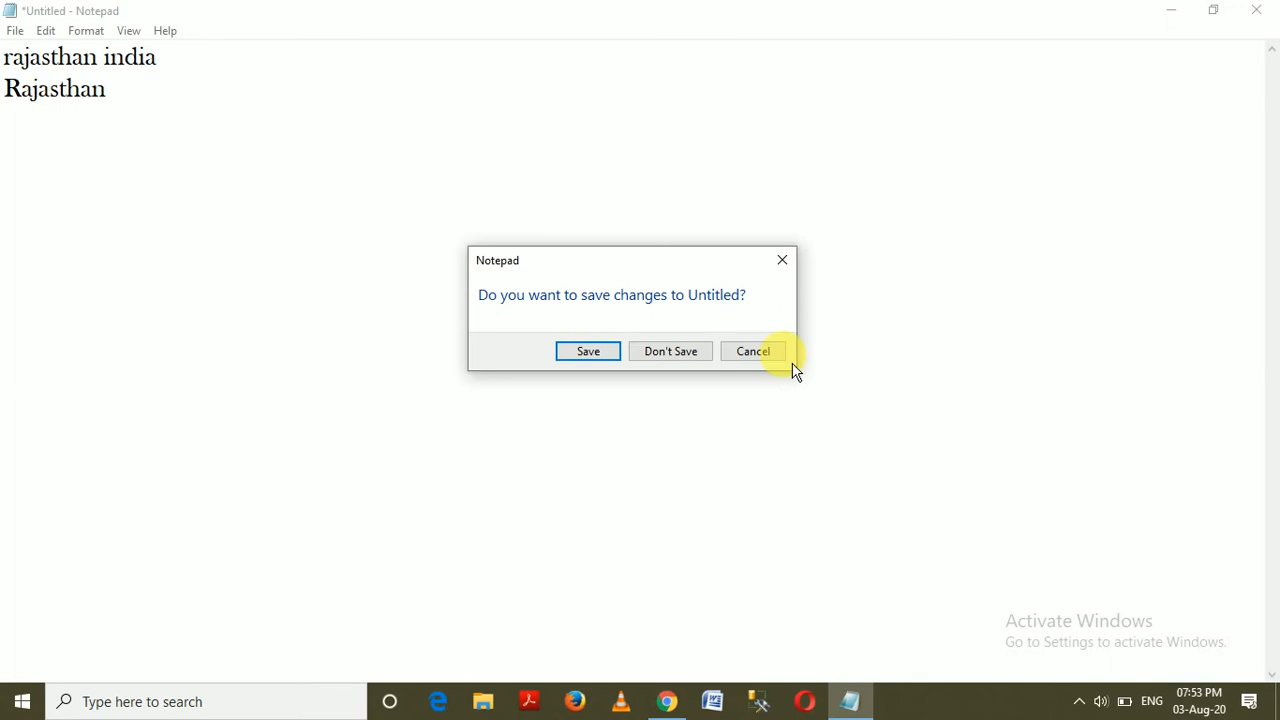 *Untitled - Notepad
File Edit Format View Help
rajasthan india
Rajasthan
Notepad
Do you want to save changes to Untitled?
Save Don't Save Cancel
Activate Windows
Go to Settings to activate Windows.
Type here to search
ENG
07:53 PM
03-Aug-20